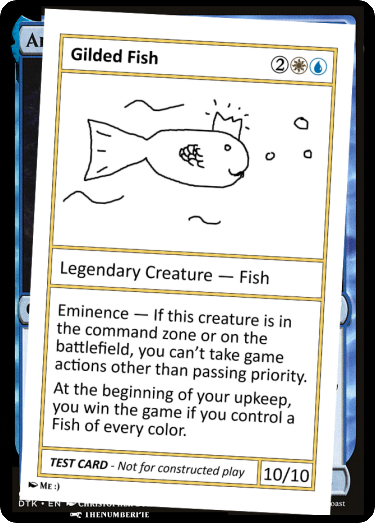 Gilded Fish 2
Legendary Creature — Fish
Eminence — If this creature is in
the command zone or on the
battlefield, you can't take game
actions other than passing priority.
At the beginning of your upkeep,
you win the game if you control a
Fish of every color.
TEST CARD - Not for constructed play 10/10
ME :)
DTK • EN
THENUMBERPIE